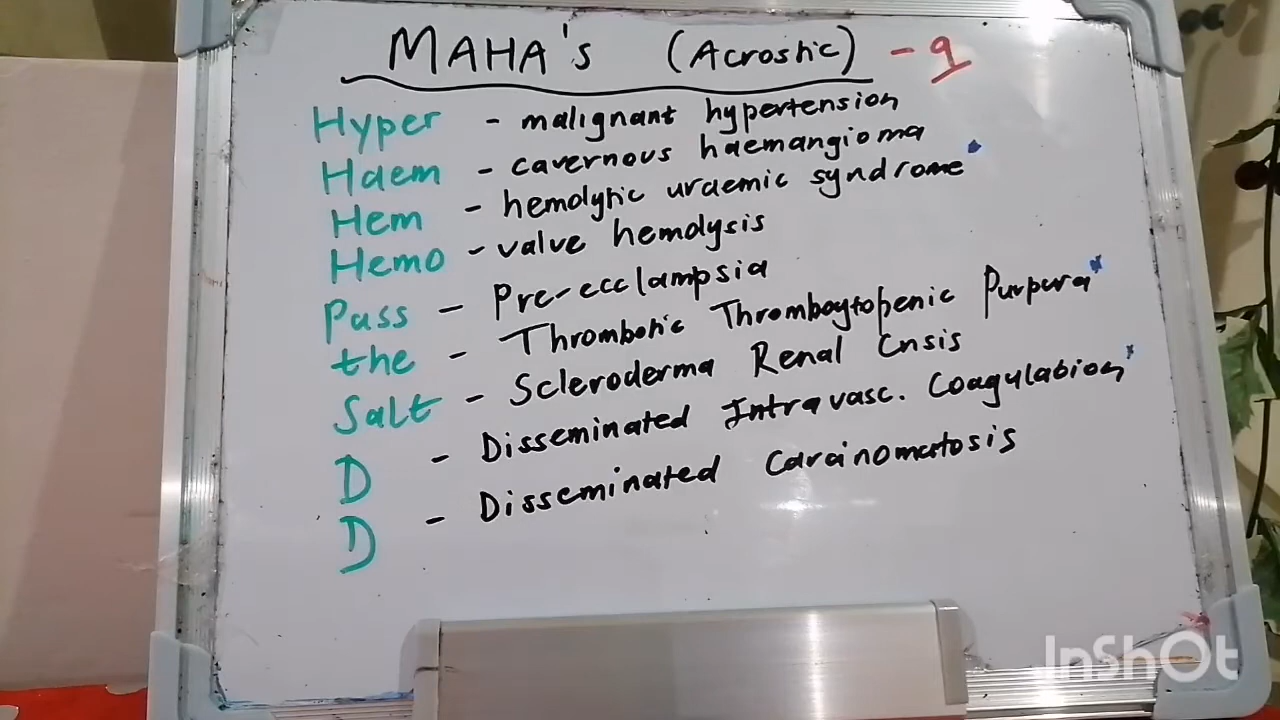 MAHA's (Acrostic) - 9
Hyper - malignant hypertension
Haem - cavernous haemangioma
Hem - hemolytic uraemic syndrome*
Hemo - valve hemolysis
Pass - Pre-ecclampsia
the - Thrombotic Thrombocytopenic Purpura*
Salt - Scleroderma Renal Crisis
D - Disseminated Intravasc. Coagulation*
D - Disseminated Carcinomatosis
InShOt